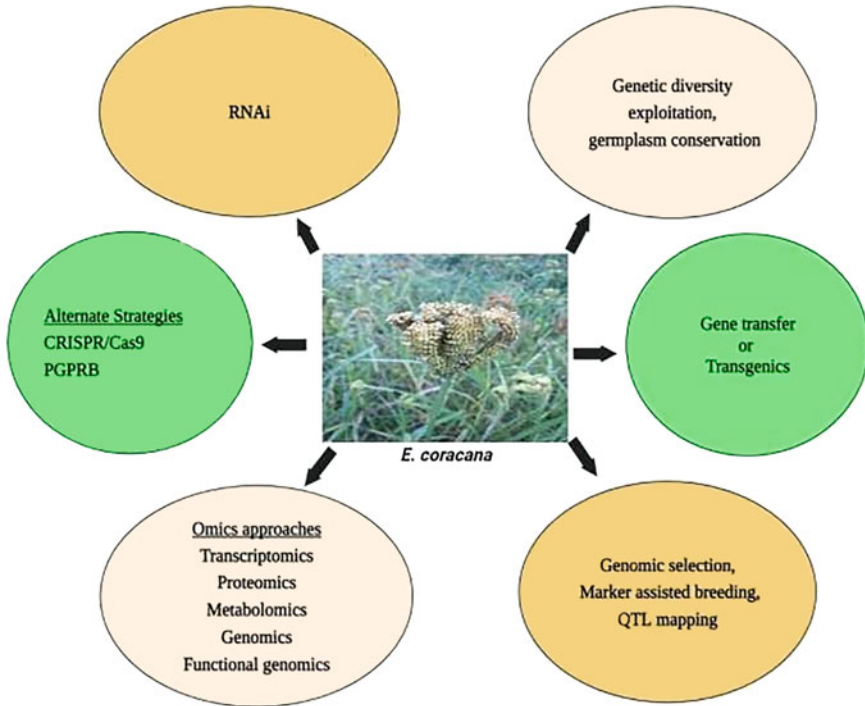 RNAi
Genetic diversity
exploitation,
germplasm conservation
Alternate Strategies
CRISPR/Cas9
PGPRB
Gene transfer
or
Transgenics
E. coracana
Omics approaches
Transcriptomics
Proteomics
Metabolomics
Genomics
Functional genomics
Genomic selection,
Marker assisted breeding,
QTL mapping